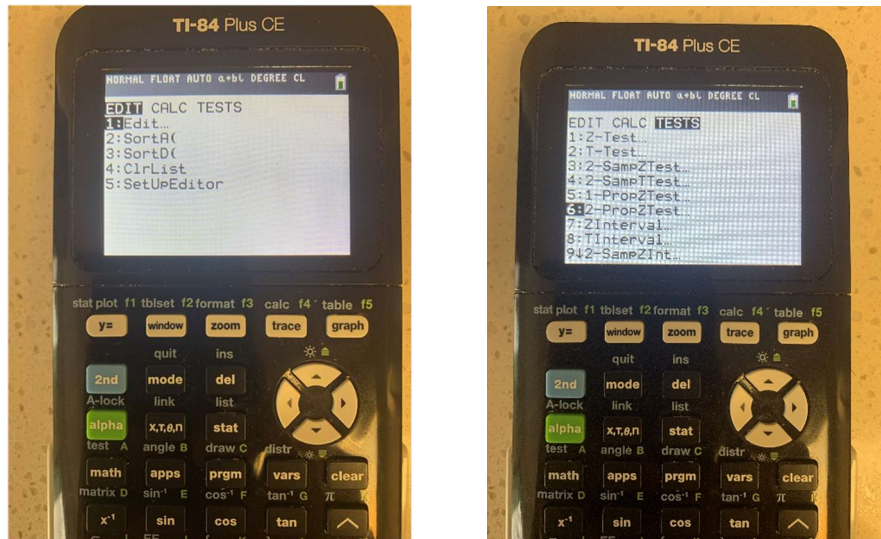 TI-84 Plus CE
NORMAL FLOAT AUTO a+bi DEGREE CL
EDIT CALC TESTS
1:Edit…
2:SortA(
3:SortD(
4:ClrList
5:SetUpEditor
stat plot f1 tblset f2 format f3 calc f4 table f5
y= window zoom trace graph
quit ins
2nd mode del
A-lock link list
alpha X,T,θ,n stat
test A angle B draw C distr
math apps prgm vars clear
matrix D sin⁻¹ E cos⁻¹ F tan⁻¹ G π
x⁻¹ sin cos tan ^
TI-84 Plus CE
NORMAL FLOAT AUTO a+bi DEGREE CL
EDIT CALC TESTS
1:Z-Test…
2:T-Test…
3:2-SampZTest…
4:2-SampTTest…
5:1-PropZTest…
6:2-PropZTest…
7:ZInterval…
8:TInterval…
9↓2-SampZInt…
stat plot f1 tblset f2 format f3 calc f4 table f5
y= window zoom trace graph
quit ins
2nd mode del
A-lock link list
alpha X,T,θ,n stat
test A angle B draw C distr
math apps prgm vars clear
matrix D sin⁻¹ E cos⁻¹ F tan⁻¹ G π
x⁻¹ sin cos tan ^